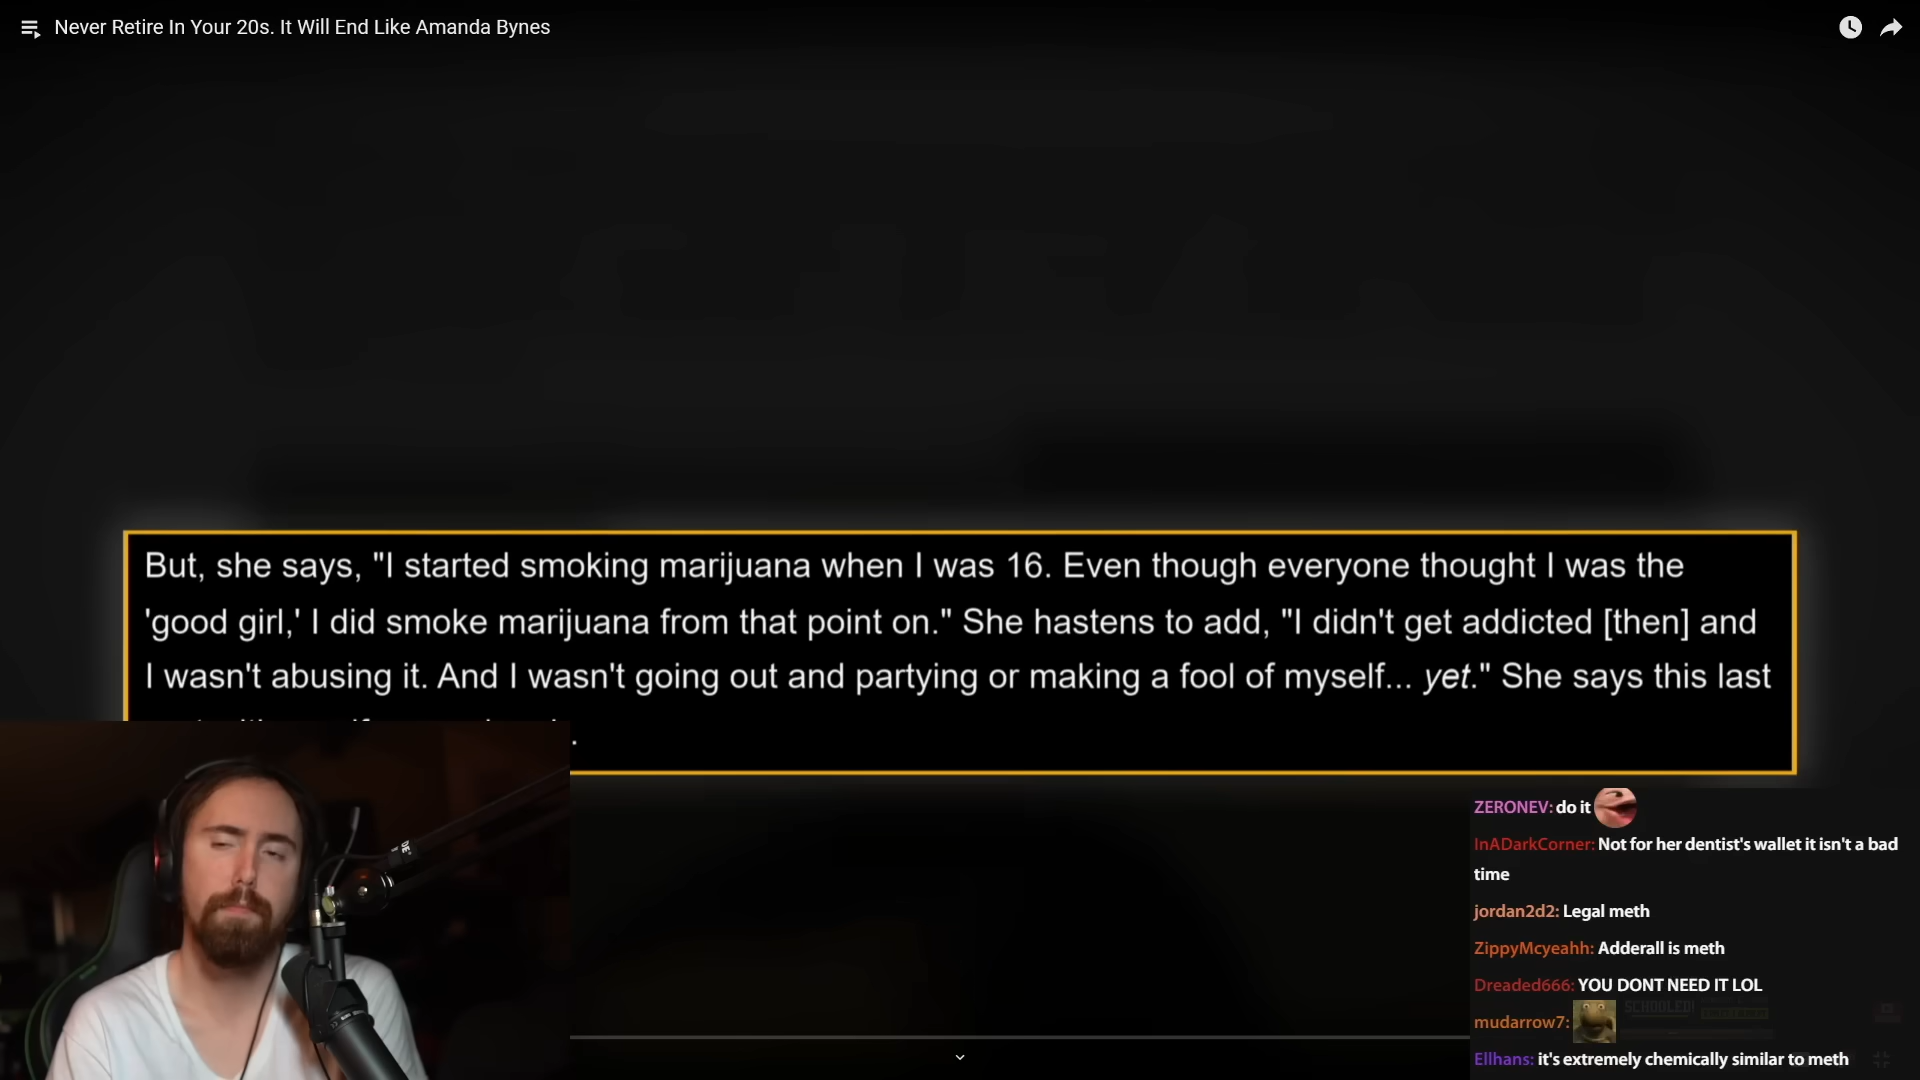 Never Retire In Your 20s. It Will End Like Amanda Bynes
But, she says, "I started smoking marijuana when I was 16. Even though everyone thought I was the
'good girl,' I did smoke marijuana from that point on." She hastens to add, "I didn't get addicted [then] and
I wasn't abusing it. And I wasn't going out and partying or making a fool of myself... yet." She says this last
ZERONEV: do it
InADarkCorner: Not for her dentist's wallet it isn't a bad
time
jordan2d2: Legal meth
ZippyMcyeahh: Adderall is meth
Dreaded666: YOU DONT NEED IT LOL
SCHOOLED!
mudarrow7:
Ellhans: it's extremely chemically similar to meth